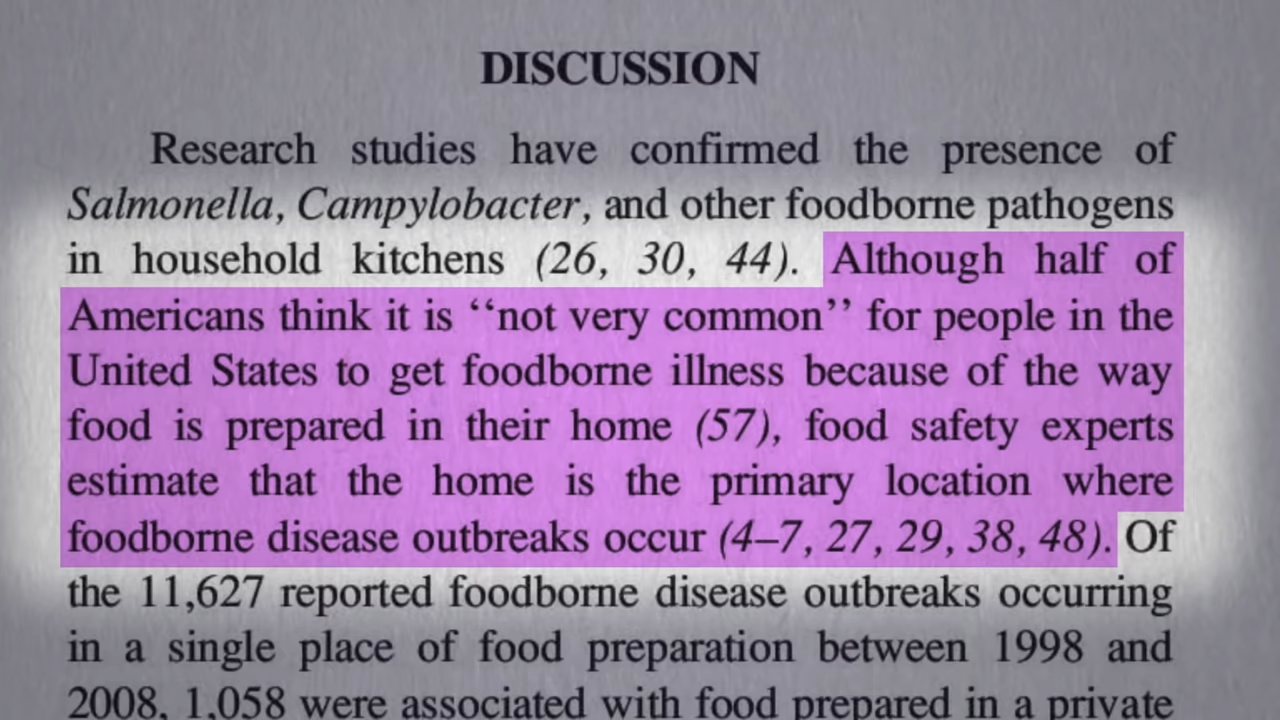 DISCUSSION
Research studies have confirmed the presence of
Salmonella, Campylobacter, and other foodborne pathogens
in household kitchens (26, 30, 44). Although half of
Americans think it is ‘‘not very common’’ for people in the
United States to get foodborne illness because of the way
food is prepared in their home (57), food safety experts
estimate that the home is the primary location where
foodborne disease outbreaks occur (4–7, 27, 29, 38, 48). Of
the 11,627 reported foodborne disease outbreaks occurring
in a single place of food preparation between 1998 and
2008, 1,058 were associated with food prepared in a private